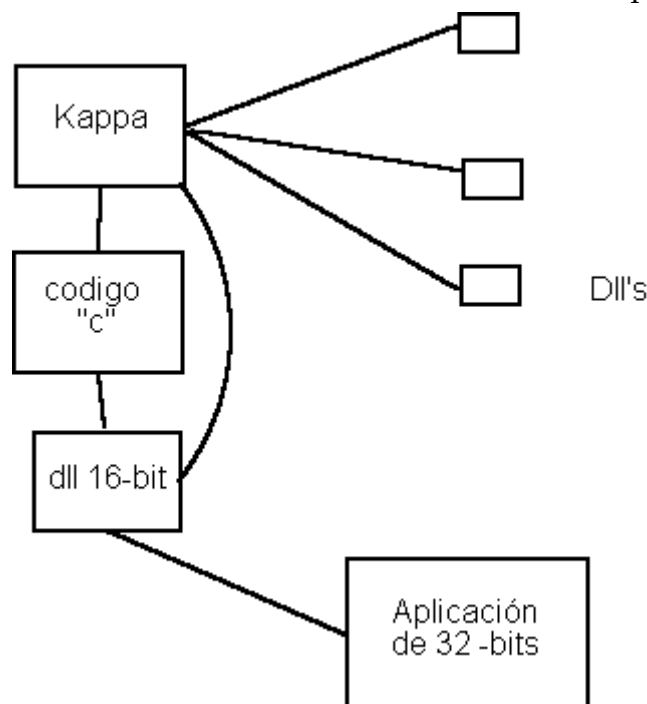 Kappa
codigo
"c"
Dll's
dll 16-bit
Aplicación
de 32 -bits